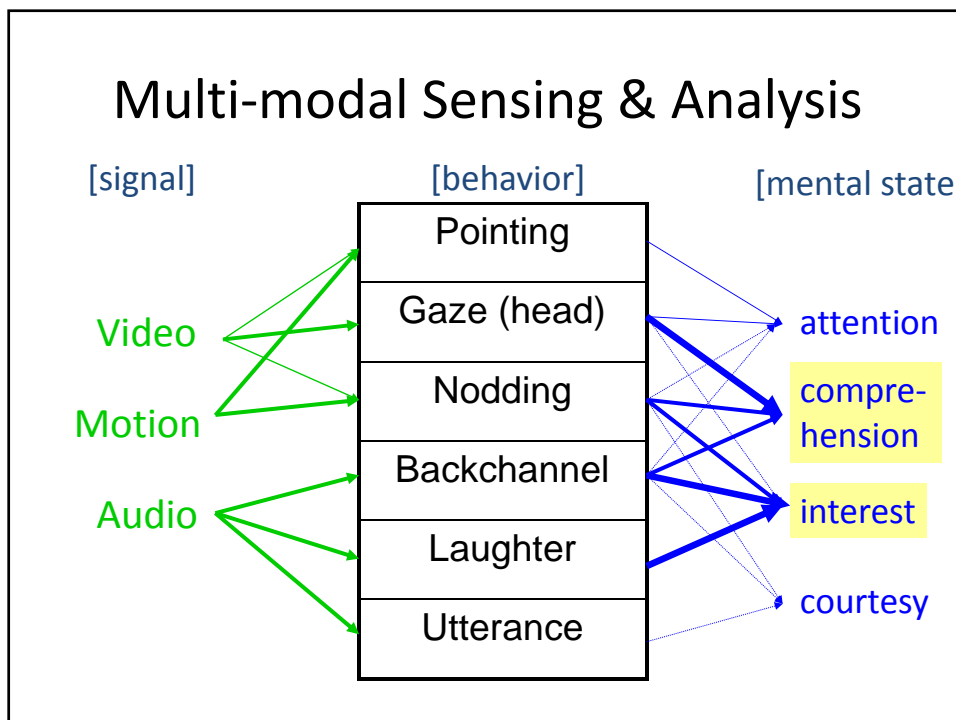 Multi-modal Sensing & Analysis
[signal]
[behavior]
[mental state
Video
Motion
Audio
Pointing
Gaze (head)
Nodding
Backchannel
Laughter
Utterance
attention
compre-
hension
interest
courtesy